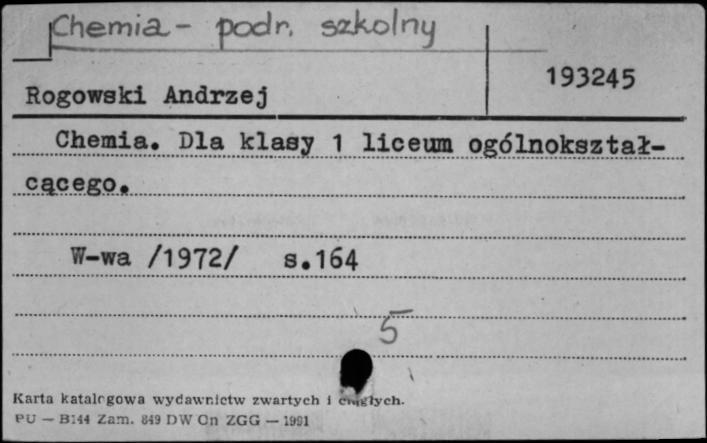 Chemia - podr. szkolny
193245
Rogowski Andrzej
Chemia. Dla klasy 1 liceum ogólnokształ-
cącego.
W-wa /1972/ s.164
5
Karta katalogowa wydawnictw zwartych i ciągłych.
PU — B144 Zam. 849 DW Cn ZGG — 1991